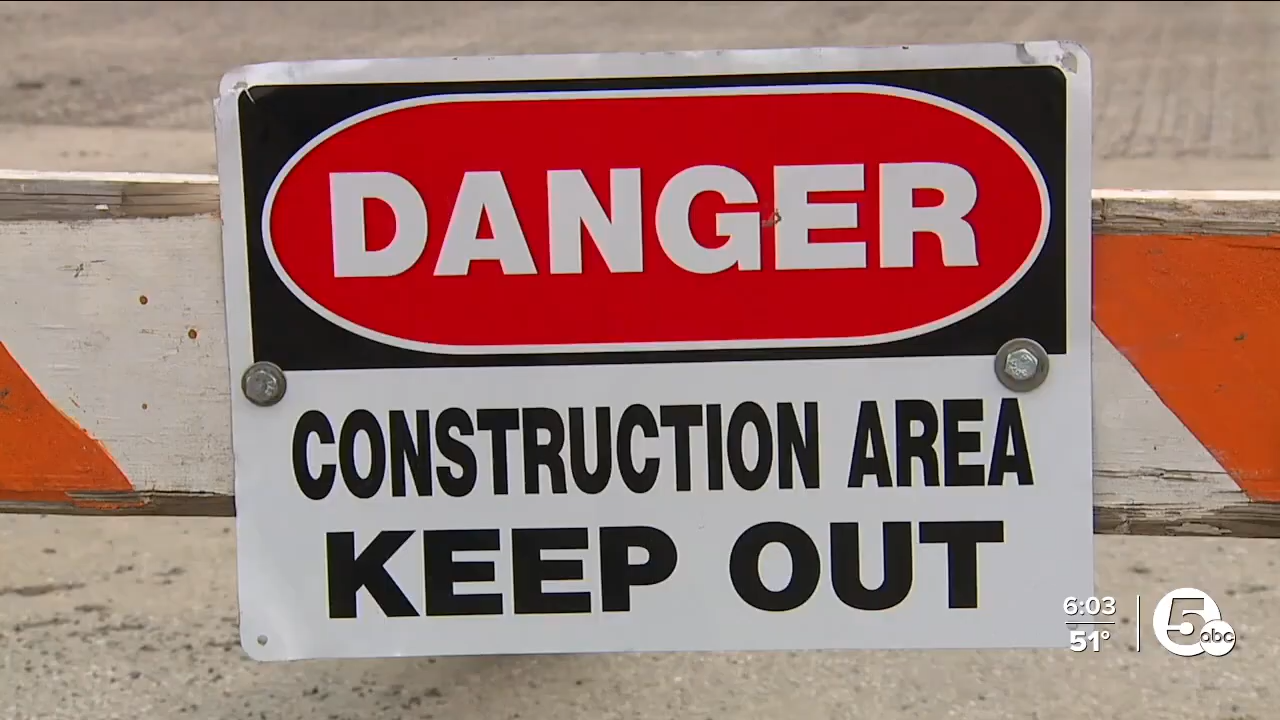 DANGER
CONSTRUCTION AREA
KEEP OUT
6:03
51°
5
abc